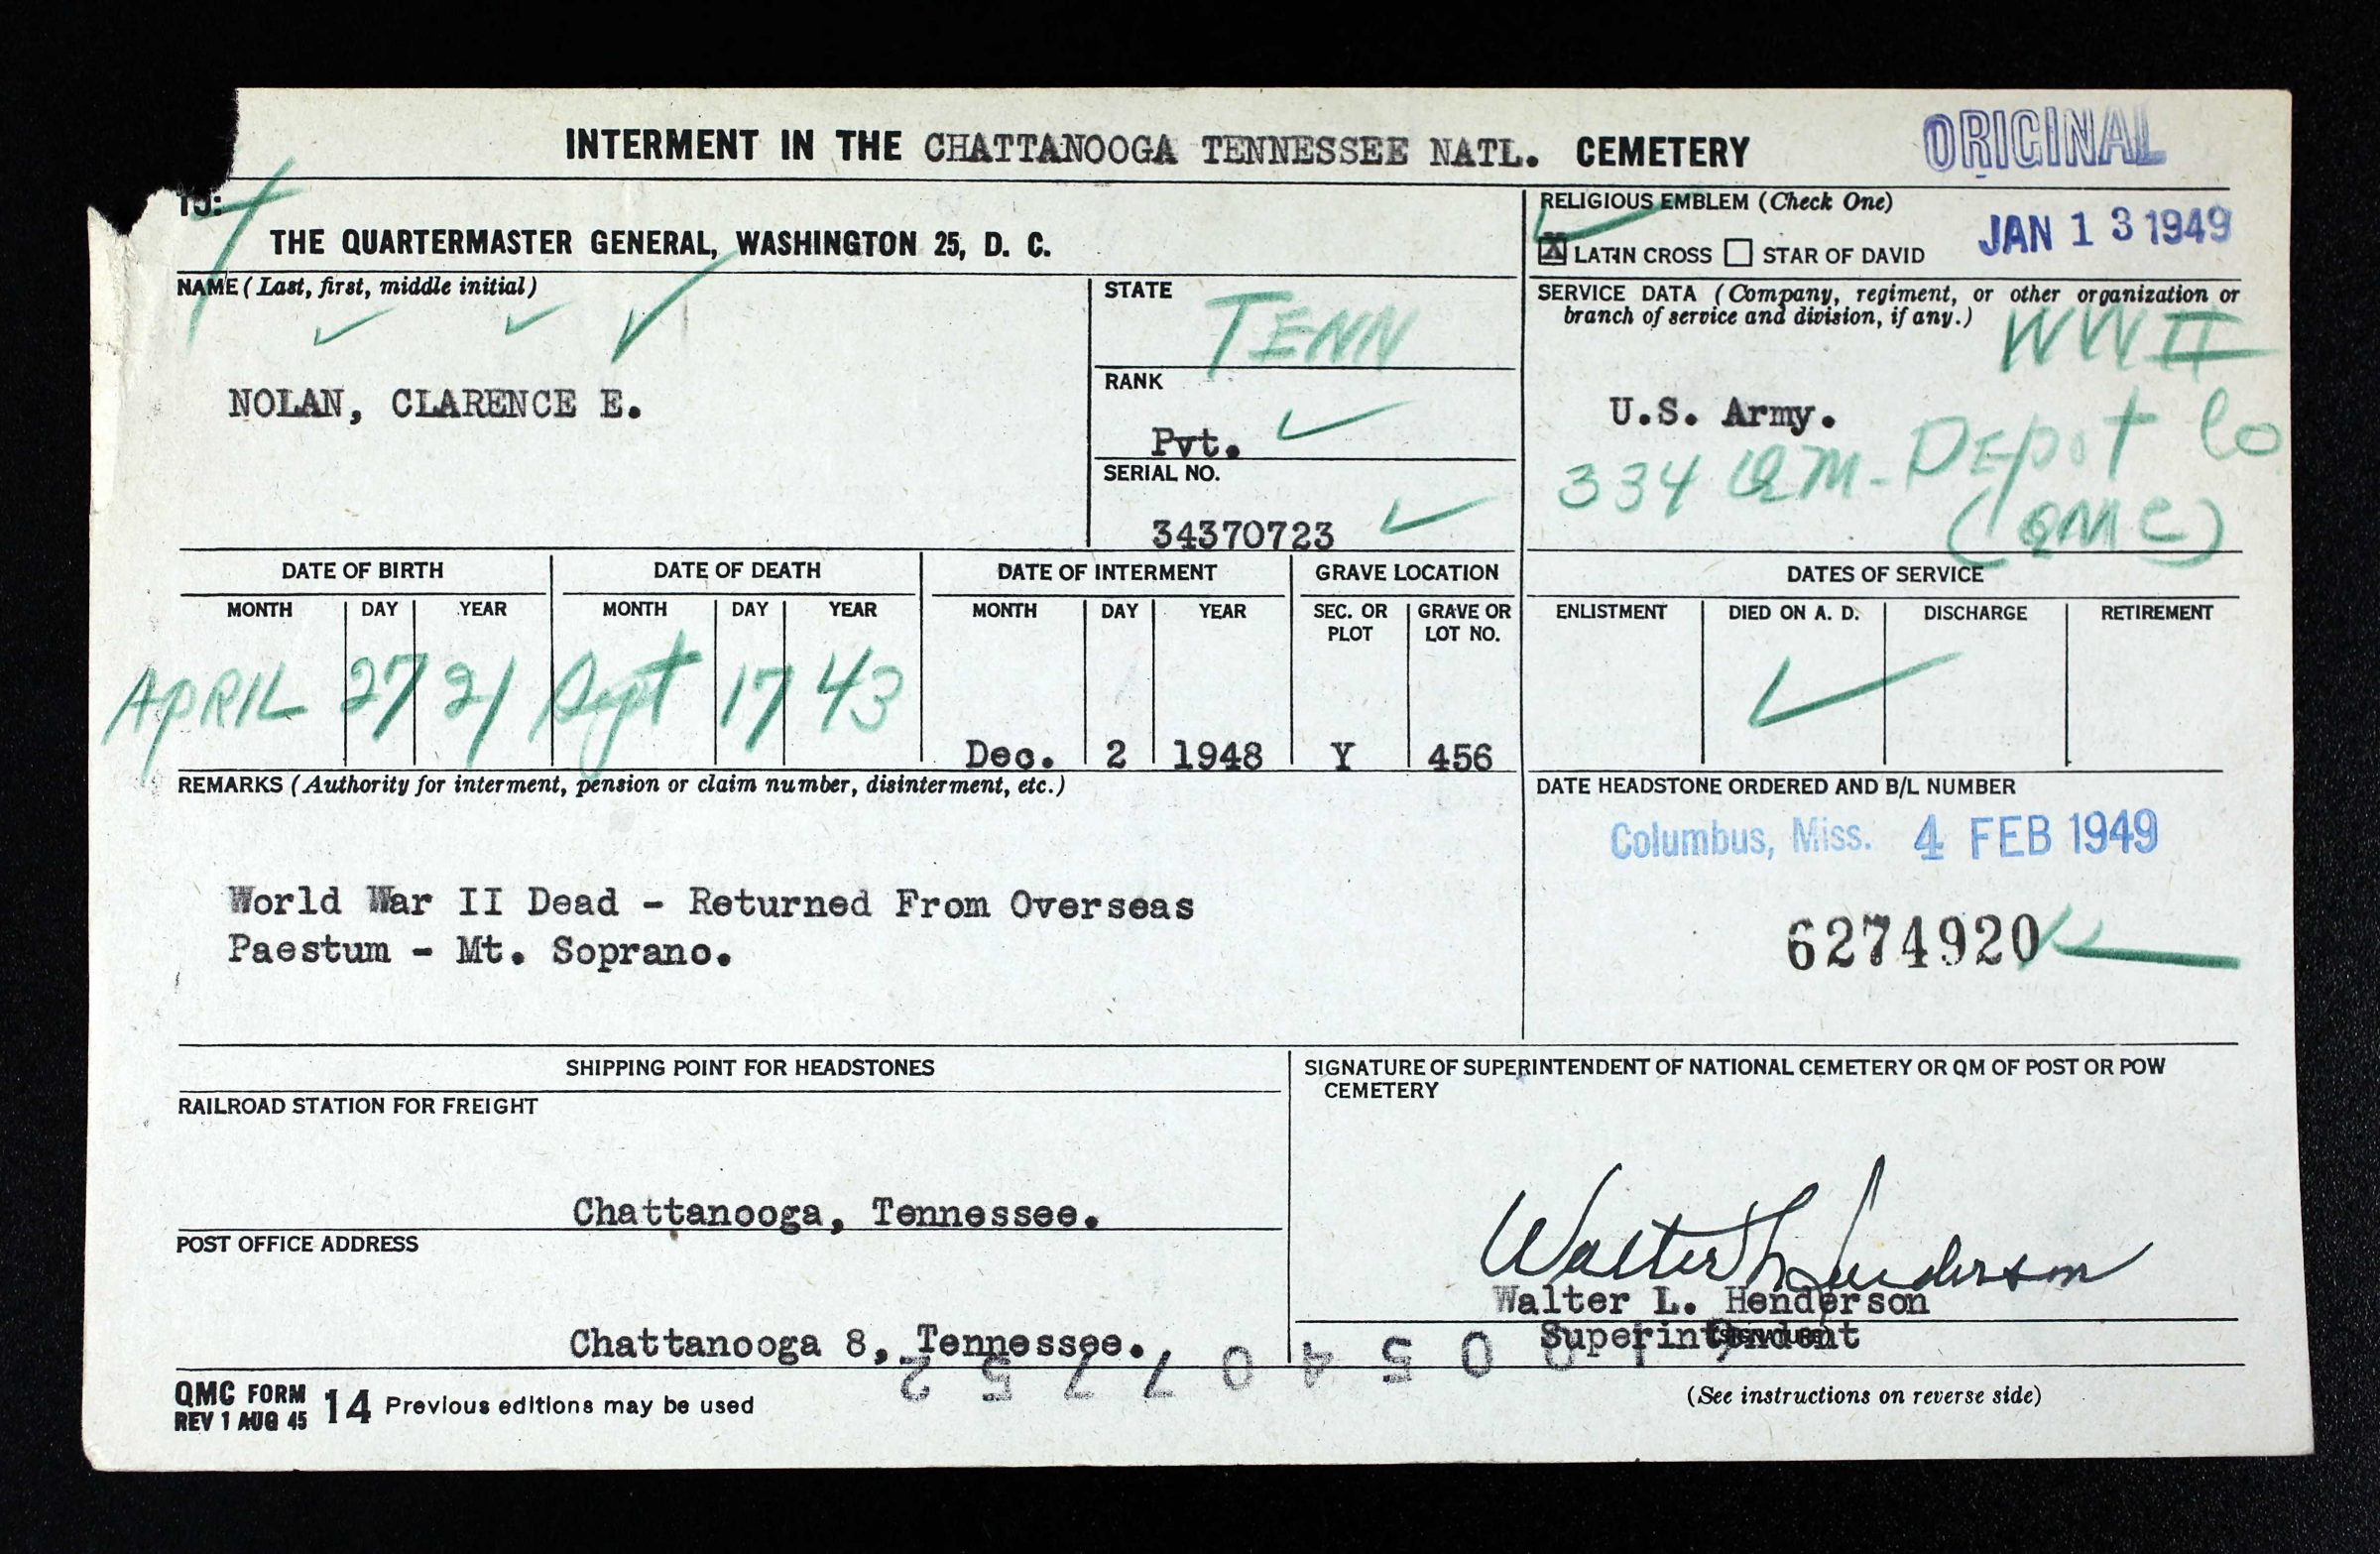 INTERMENT IN THE CHATTANOOGA TENNESSEE NATL. CEMETERY
ORIGINAL
TO:
THE QUARTERMASTER GENERAL, WASHINGTON 25, D. C.
RELIGIOUS EMBLEM (Check One)
X LATIN CROSS STAR OF DAVID
JAN 13 1949
NAME (Last, first, middle initial)
NOLAN, CLARENCE E.
STATE
TENN
RANK
Pvt.
SERIAL NO.
34370723
SERVICE DATA (Company, regiment, or other organization or
branch of service and division, if any.)
WW II
U.S. Army.
334 QM. Depot Co
(QMC)
DATE OF BIRTH DATE OF DEATH DATE OF INTERMENT GRAVE LOCATION DATES OF SERVICE
MONTH DAY YEAR MONTH DAY YEAR MONTH DAY YEAR SEC. OR PLOT GRAVE OR LOT NO. ENLISTMENT DIED ON A. D. DISCHARGE RETIREMENT
APRIL 27 21 Sept 17 43 Dec. 2 1948 Y 456
REMARKS (Authority for interment, pension or claim number, disinterment, etc.)
World War II Dead - Returned From Overseas
Paestum - Mt. Soprano.
DATE HEADSTONE ORDERED AND B/L NUMBER
Columbus, Miss. 4 FEB 1949
6274920
SHIPPING POINT FOR HEADSTONES
RAILROAD STATION FOR FREIGHT
Chattanooga, Tennessee.
POST OFFICE ADDRESS
Chattanooga 8, Tennessee.
SIGNATURE OF SUPERINTENDENT OF NATIONAL CEMETERY OR QM OF POST OR POW
CEMETERY
Walter L. Henderson
Walter L. Henderson
Superintendent
QMC FORM
REV 1 AUG 45 14 Previous editions may be used
(See instructions on reverse side)